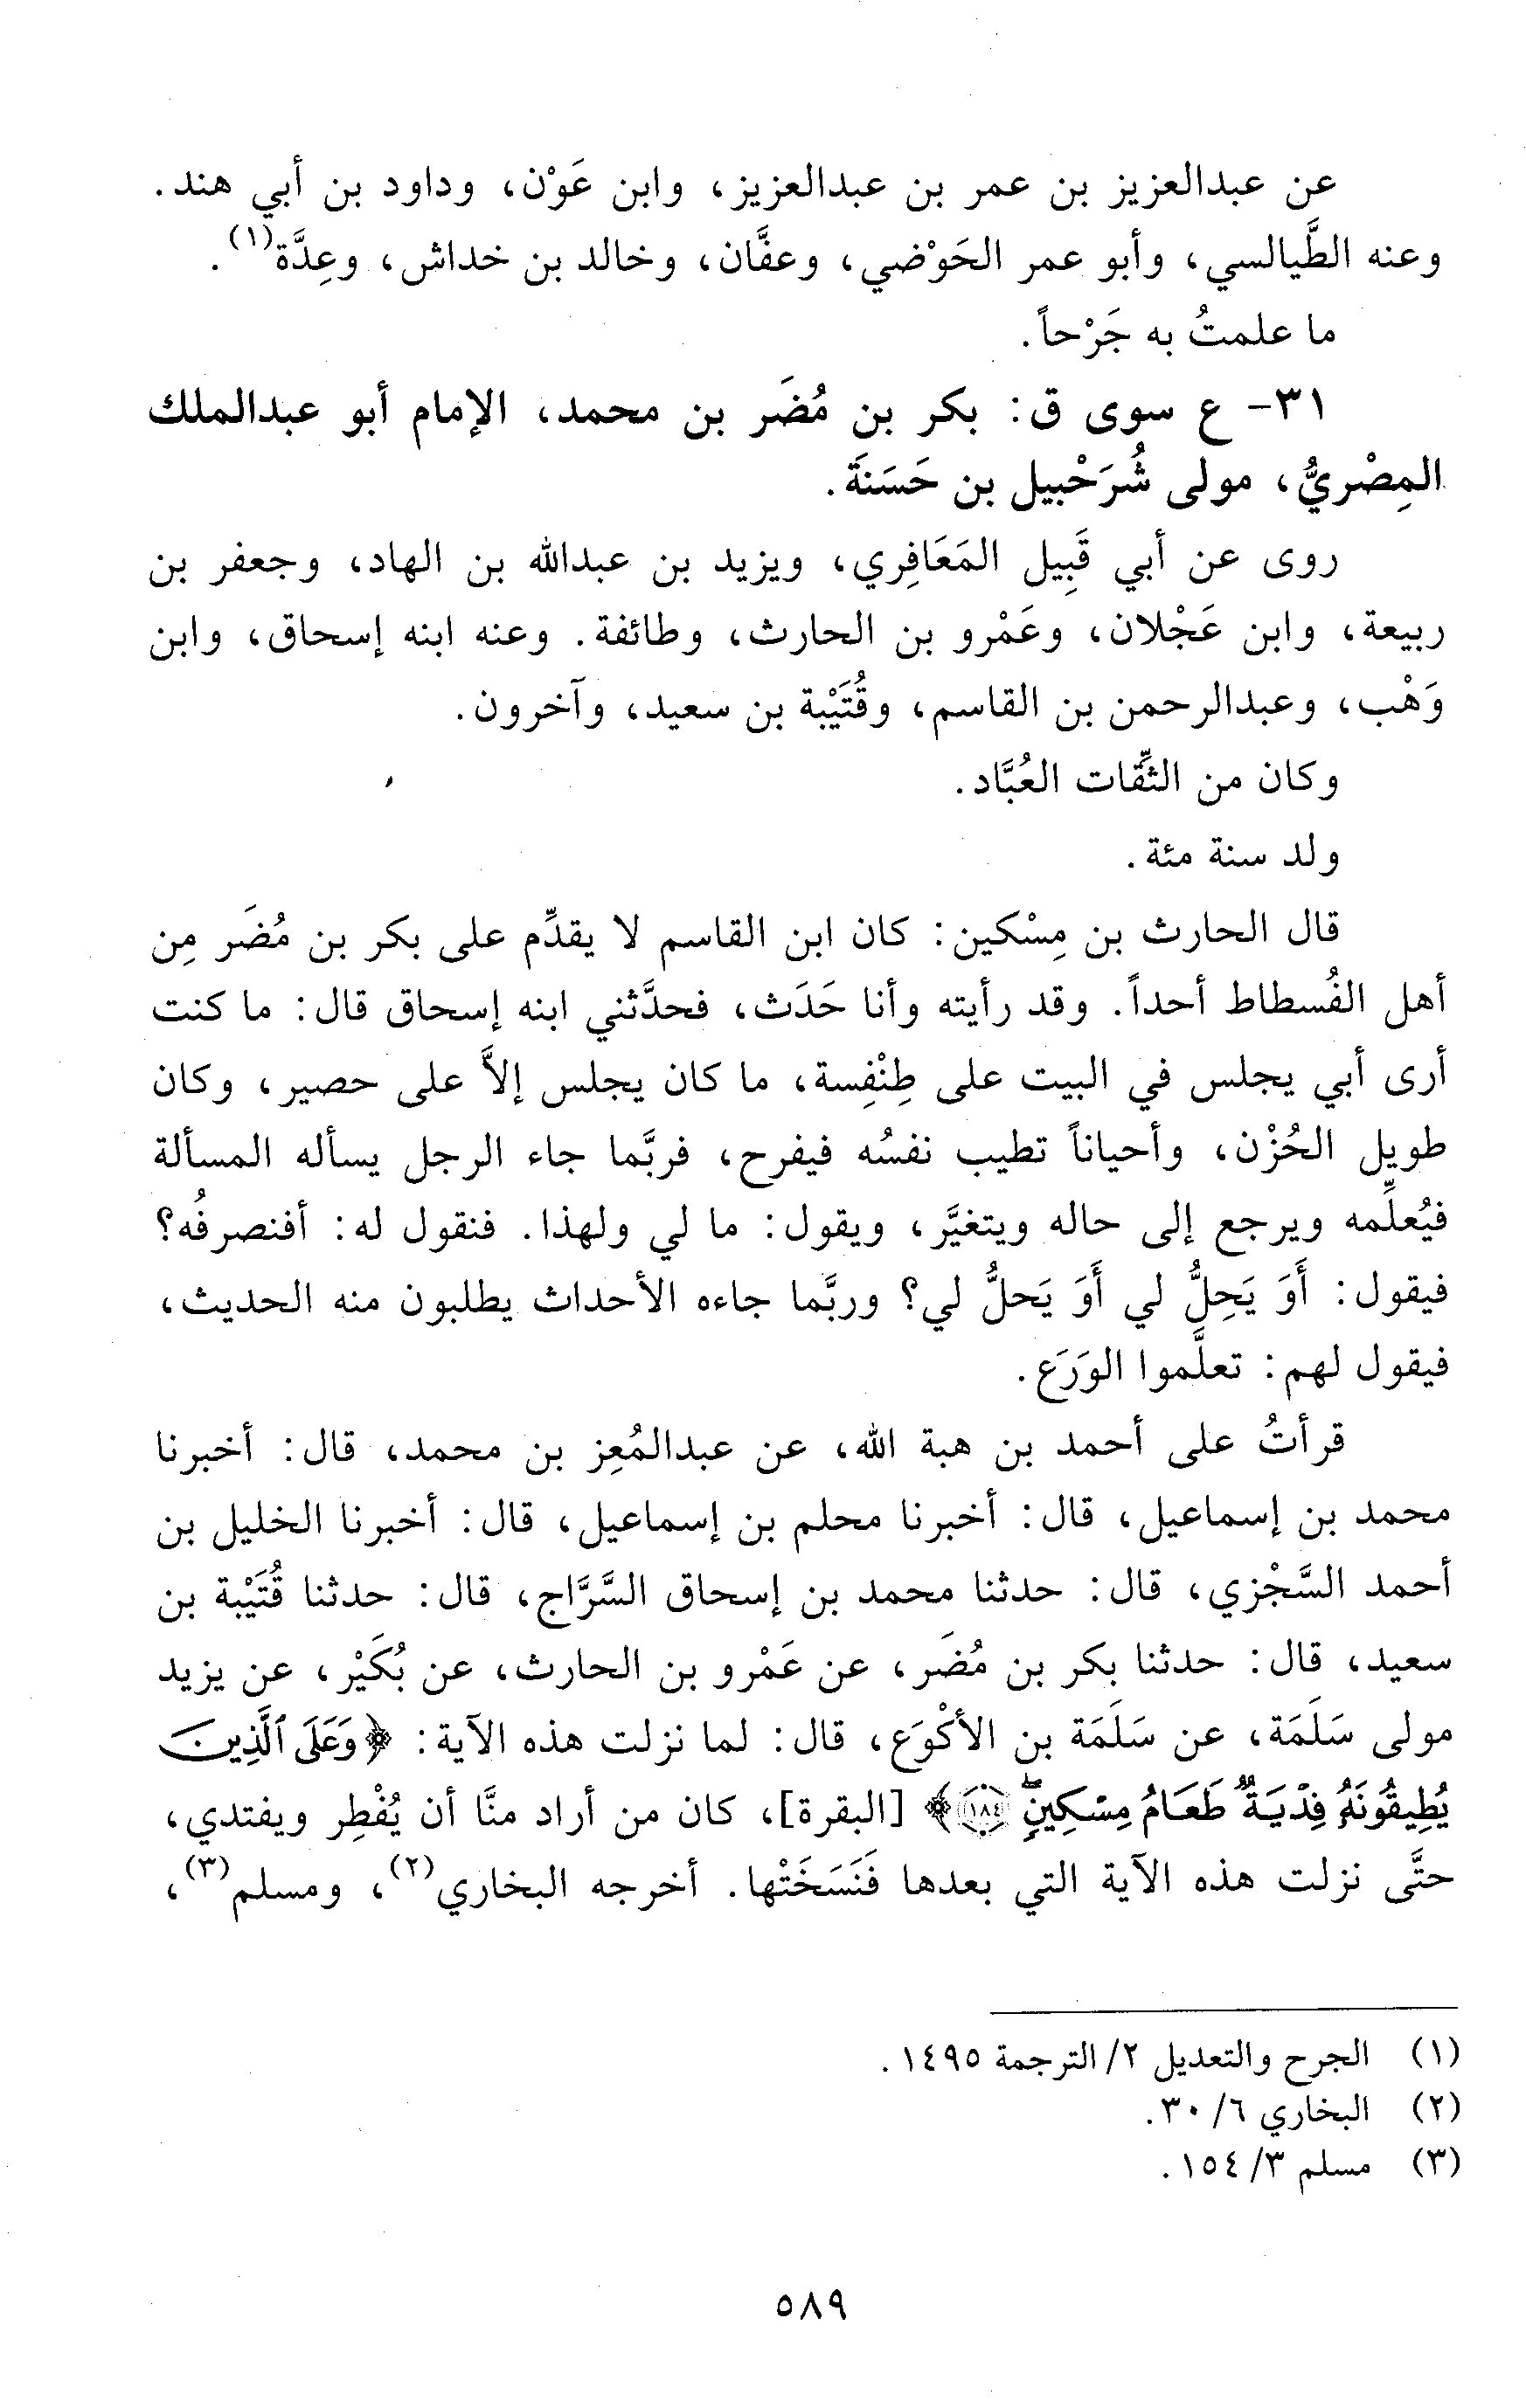 عن عبدالعزيز بن عمر بن عبدالعزيز، وابن عَوْن، وداود بن أبي هند.
وعنه الطَّيالسي، وأبو عمر الحَوْضي، وعفَّان، وخالد بن خداش، وعِدَّة(١).
ما علمتُ به جَرْحاً.
٣١- ع سوى ق: بكر بن مُضَر بن محمد، الإمام أبو عبدالملك
المِصْريُّ، مولى شُرَحْبيل بن حَسَنَة.
روى عن أبي قَبِيل المَعَافِري، ويزيد بن عبدالله بن الهاد، وجعفر بن
ربيعة، وابن عَجْلان، وعَمْرو بن الحارث، وطائفة. وعنه ابنه إسحاق، وابن
وَهْب، وعبدالرحمن بن القاسم، وقُتَيْبة بن سعيد، وآخرون.
وكان من الثِّقات العُبَّاد.
ولد سنة مئة.
قال الحارث بن مِسْكين: كان ابن القاسم لا يقدِّم على بكر بن مُضَر مِن
أهل الفُسطاط أحداً. وقد رأيته وأنا حَدَث، فحدَّثني ابنه إسحاق قال: ما كنت
أرى أبي يجلس في البيت على طِنْفِسة، ما كان يجلس إلاَّ على حصير، وكان
طويل الحُزْن، وأحياناً تطيب نفسُه فيفرح، فربَّما جاء الرجل يسأله المسألة
فيُعلِّمه ويرجع إلى حاله ويتغيَّر، ويقول: ما لي ولهذا. فنقول له: أفنصرفُه؟
فيقول: أَوَ يَحِلُّ لي أَوَ يَحلُّ لي؟ وربَّما جاءه الأحداث يطلبون منه الحديث،
فيقول لهم: تعلَّموا الوَرَع.
قرأتُ على أحمد بن هبة الله، عن عبدالمُعِز بن محمد، قال: أخبرنا
محمد بن إسماعيل، قال: أخبرنا محلم بن إسماعيل، قال: أخبرنا الخليل بن
أحمد السَّجْزي، قال: حدثنا محمد بن إسحاق السَّرَّاج، قال: حدثنا قُتَيْبة بن
سعيد، قال: حدثنا بكر بن مُضَر، عن عَمْرو بن الحارث، عن بُكَيْر، عن يزيد
مولى سَلَمَة، عن سَلَمَة بن الأكْوَع، قال: لما نزلت هذه الآية: ﴿وَعَلَى ٱلَّذِينَ
يُطِيقُونَهُۥ فِدْيَةٌ طَعَامُ مِسْكِينٍۖ ١٨٤﴾ [البقرة]، كان من أراد منَّا أن يُفْطِر ويفتدي،
حتَّى نزلت هذه الآية التي بعدها فَنَسَخَتْها. أخرجه البخاري(٢)، ومسلم(٣)،
(١) الجرح والتعديل ٢/ الترجمة ١٤٩٥.
(٢) البخاري ٦/ ٣٠.
(٣) مسلم ٣/ ١٥٤.
٥٨٩